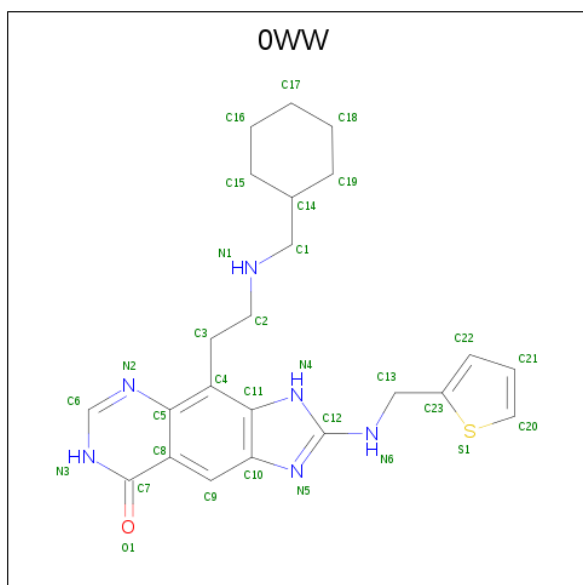 0WW
C17
C16 C18
C15 C19
C14
N1 C1
HN
C3 C2
N4 C22
N2 C13 C21
H
C4
C6 N C11 N
C5 C12 C23 C20
C8 N S
HN N H N6 S1
N3 C10 N5
C7 C9
O
O1